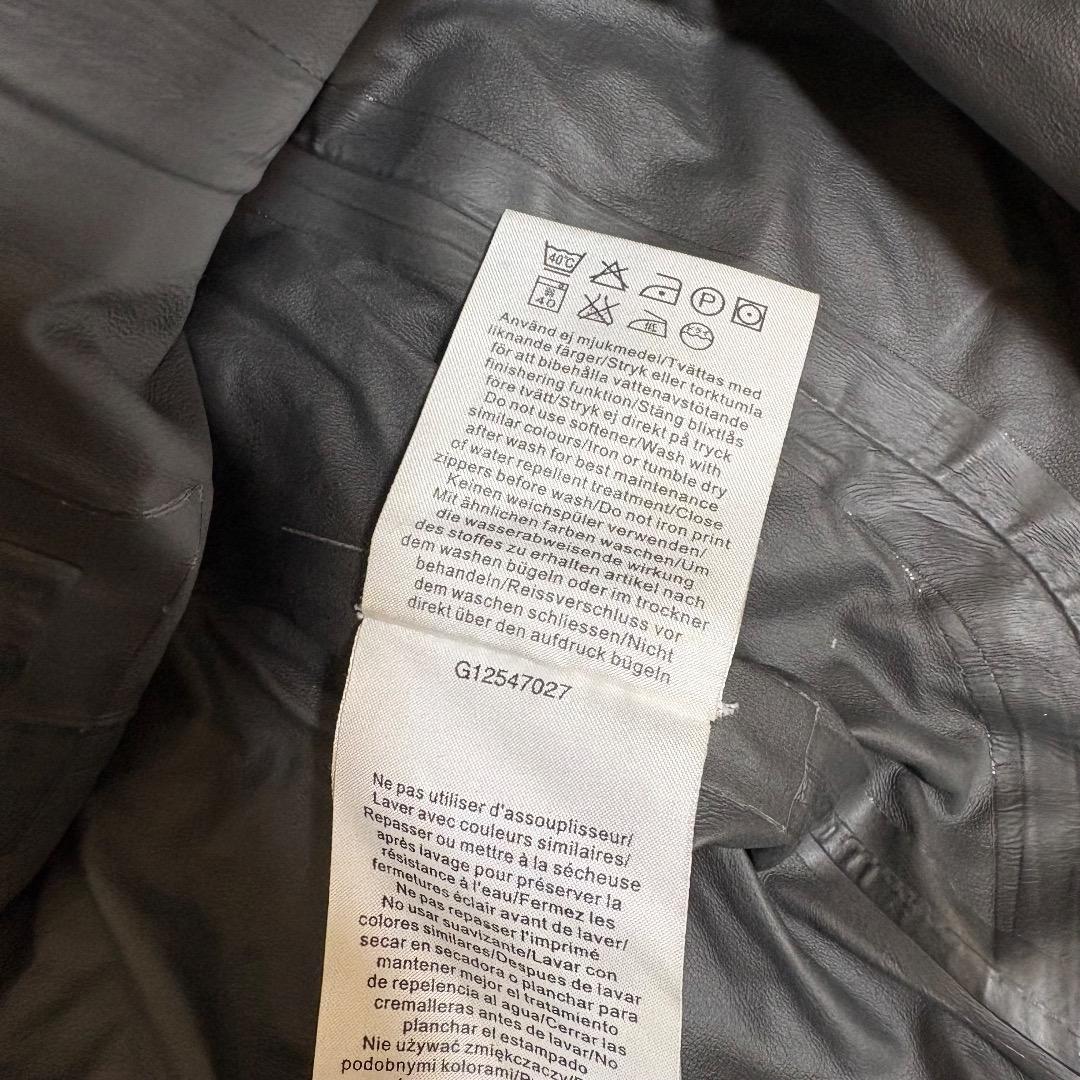 40°C P
弱 40 低 エンソ
Använd ej mjukmedel/Tvättas med
liknande färger/Stryk eller torktumla
för att bibehålla vattenavstötande
finishering funktion/Stäng blixtlås
före tvätt/Stryk ej direkt på tryck
Do not use softener/Wash with
similar colours/Iron or tumble dry
after wash for best maintenance
of water repellent treatment/Close
zippers before wash/Do not iron print
Keinen weichspüler verwenden/
Mit ähnlichen farben waschen/Um
die wasserabweisende wirkung
des stoffes zu erhalten artikel nach
dem washen bügeln oder im trockner
behandeln/Reissverschluss vor
dem waschen schliessen/Nicht
direkt über den aufdruck bügeln
G12547027
Ne pas utiliser d'assouplisseur/
Laver avec couleurs similaires/
Repasser ou mettre à la sécheuse
après lavage pour préserver la
résistance à l'eau/Fermez les
fermetures éclair avant de laver/
Ne pas repasser l'imprimé
No usar suavizante/Lavar con
colores similares/Despues de lavar
secar en secadora o planchar para
mantener mejor el tratamiento
de repelencia al agua/Cerrar las
cremalleras antes de lavar/No
planchar el estampado
Nie używać zmiękczaczy/
podobnymi kolorami/